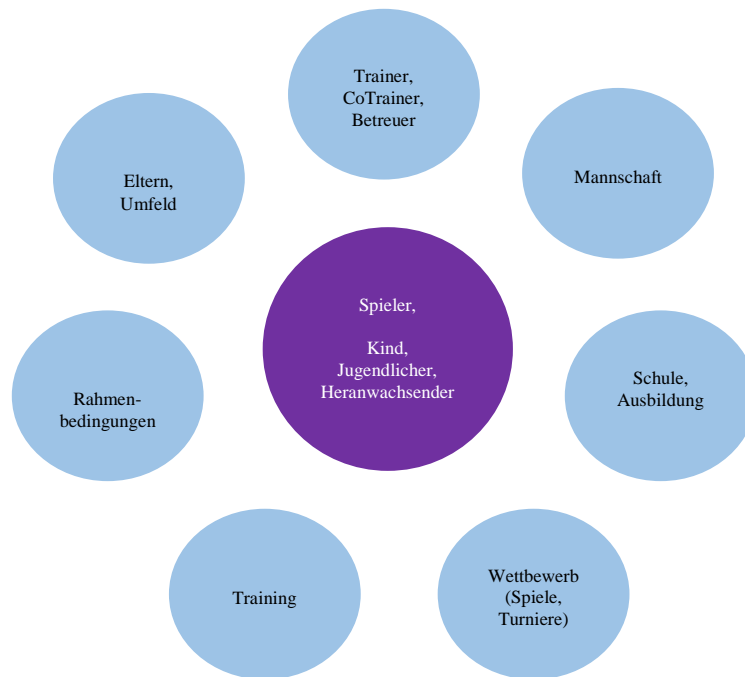 Trainer,
CoTrainer,
Betreuer
Eltern,
Umfeld
Mannschaft
Spieler,
Kind,
Jugendlicher,
Heranwachsender
Rahmen-
bedingungen
Schule,
Ausbildung
Training
Wettbewerb
(Spiele,
Turniere)